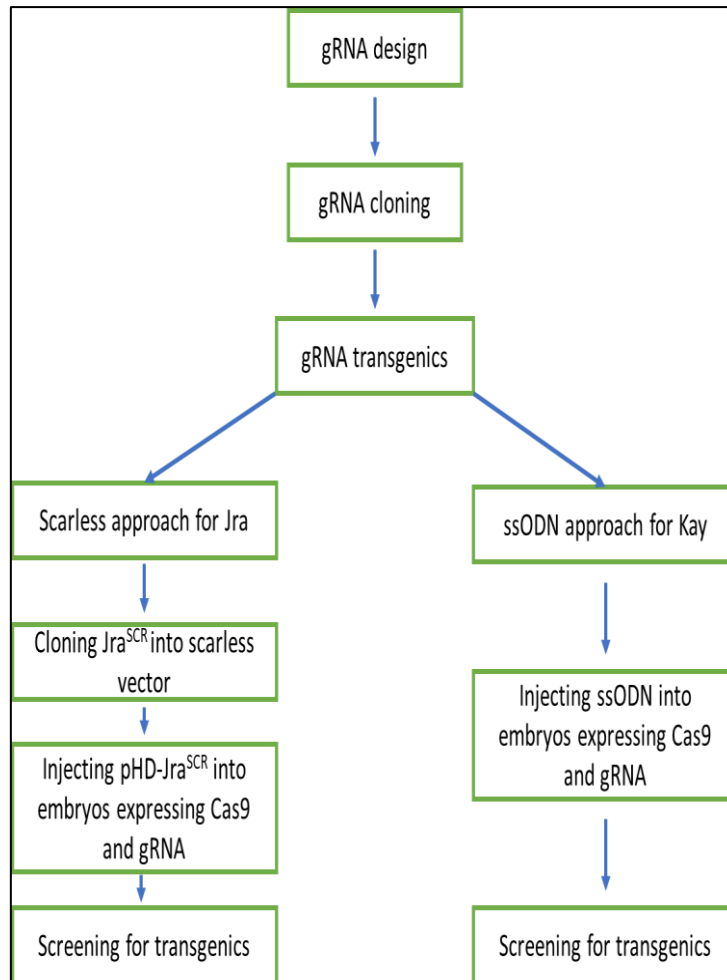 gRNA design
gRNA cloning
gRNA transgenics
Scarless approach for Jra
Cloning Jra^SCR into scarless
vector
Injecting pHD-Jra^SCR into
embryos expressing Cas9
and gRNA
Screening for transgenics
ssODN approach for Kay
Injecting ssODN into
embryos expressing Cas9
and gRNA
Screening for transgenics